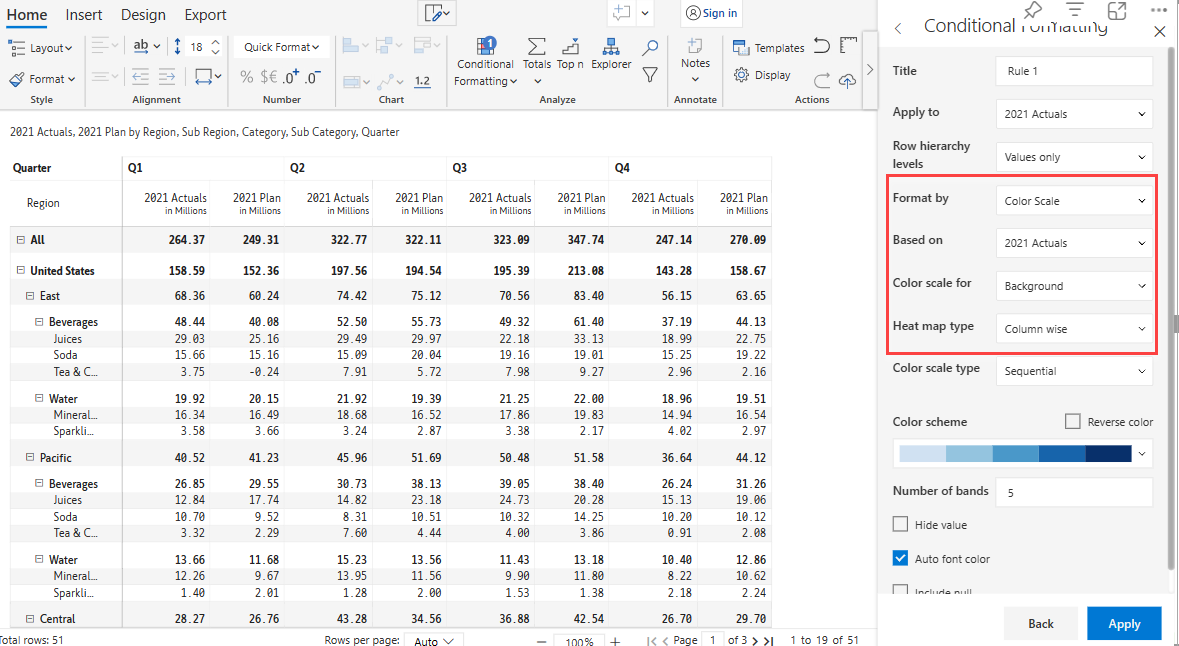 Home Insert Design Export
Sign in
Layout
ab
18
Quick Format
Format
% $€ .0 .0
1.2
Conditional Formatting
1
Totals
Top n
Explorer
Notes
Templates
Display
Style
Alignment
Number
Chart
Analyze
Annotate
Actions
2021 Actuals, 2021 Plan by Region, Sub Region, Category, Sub Category, Quarter
Quarter Q1 Q2 Q3 Q4
Region 2021 Actuals 2021 Plan 2021 Actuals 2021 Plan 2021 Actuals 2021 Plan 2021 Actuals 2021 Plan
in Millions in Millions in Millions in Millions in Millions in Millions in Millions in Millions
All 264.37 249.31 322.77 322.11 323.09 347.74 247.14 270.09
United States 158.59 152.36 197.56 194.54 195.39 213.08 143.28 158.67
East 68.36 60.24 74.42 75.12 70.56 83.40 56.15 63.65
Beverages 48.44 40.08 52.50 55.73 49.32 61.40 37.19 44.13
Juices 29.03 25.16 29.49 29.97 22.18 33.13 18.99 22.75
Soda 15.66 15.16 15.09 20.04 19.16 19.01 15.25 19.22
Tea & C... 3.75 -0.24 7.91 5.72 7.98 9.27 2.96 2.16
Water 19.92 20.15 21.92 19.39 21.25 22.00 18.96 19.51
Mineral... 16.34 16.49 18.68 16.52 17.86 19.83 14.94 16.54
Sparkli... 3.58 3.66 3.24 2.87 3.38 2.17 4.02 2.97
Pacific 40.52 41.23 45.96 51.69 50.48 51.58 36.64 44.12
Beverages 26.85 29.55 30.73 38.13 39.05 38.40 26.24 31.26
Juices 12.84 17.74 14.82 23.18 24.73 20.28 15.13 19.06
Soda 10.70 9.52 8.31 10.51 10.32 14.25 10.20 10.12
Tea & C... 3.32 2.29 7.60 4.44 4.00 3.86 0.91 2.08
Water 13.66 11.68 15.23 13.56 11.43 13.18 10.40 12.86
Mineral... 12.26 9.67 13.95 11.56 9.90 11.80 8.22 10.62
Sparkli... 1.40 2.01 1.28 2.00 1.53 1.38 2.18 2.24
Central 28.27 26.76 43.28 34.56 36.88 42.54 26.70 29.70
Total rows: 51
Rows per page: Auto
100%
Page 1 of 3
1 to 19 of 51
Conditional Formatting
Title Rule 1
Apply to 2021 Actuals
Row hierarchy levels Values only
Format by Color Scale
Based on 2021 Actuals
Color scale for Background
Heat map type Column wise
Color scale type Sequential
Color scheme Reverse color
Number of bands 5
Hide value
Auto font color
Include null
Back Apply